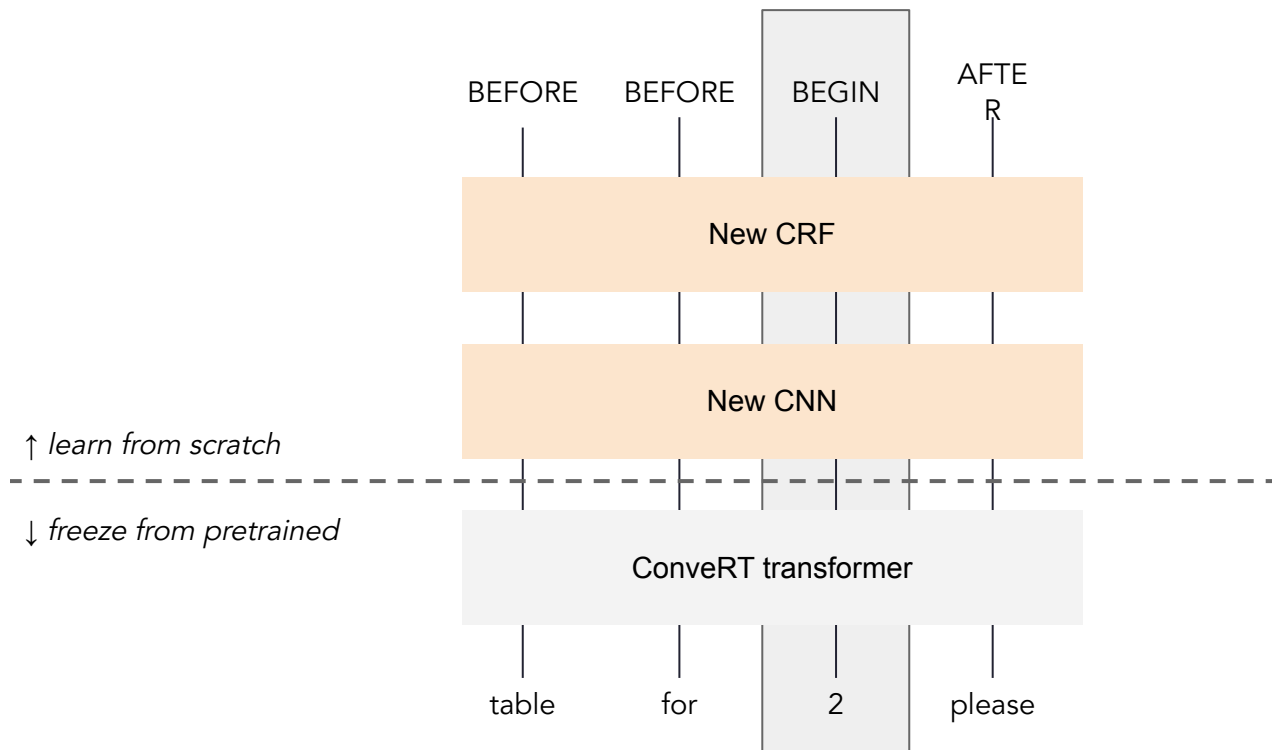 BEFORE BEFORE BEGIN AFTE
R
New CRF
New CNN
↑ learn from scratch
↓ freeze from pretrained
ConveRT transformer
table for 2 please